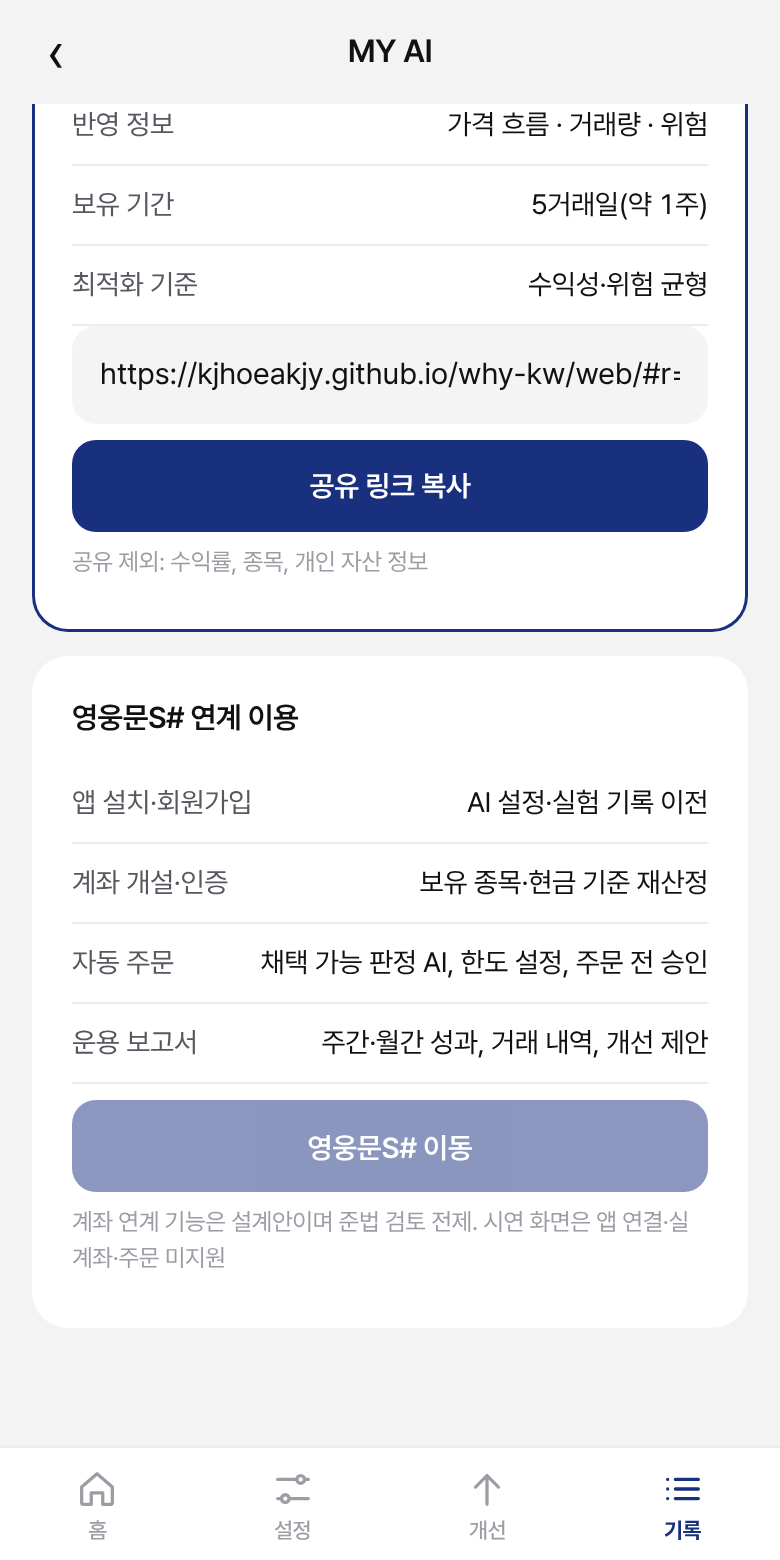 MY AI
반영 정보 가격 흐름 · 거래량 · 위험
보유 기간 5거래일(약 1주)
최적화 기준 수익성·위험 균형
https://kjhoeakjy.github.io/why-kw/web/#r=
공유 링크 복사
공유 제외: 수익률, 종목, 개인 자산 정보
영웅문S# 연계 이용
앱 설치·회원가입 AI 설정·실험 기록 이전
계좌 개설·인증 보유 종목·현금 기준 재산정
자동 주문 채택 가능 판정 AI, 한도 설정, 주문 전 승인
운용 보고서 주간·월간 성과, 거래 내역, 개선 제안
영웅문S# 이동
계좌 연계 기능은 설계안이며 준법 검토 전제. 시연 화면은 앱 연결·실
계좌·주문 미지원
홈 설정 개선 기록